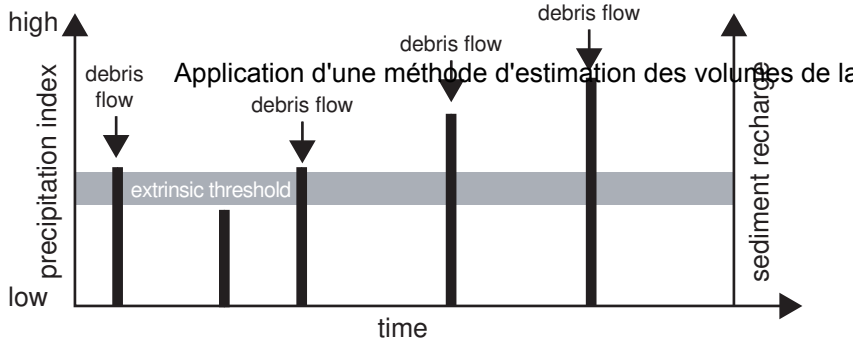 debris flow
high
debris flow
Application d'une méthode d'estimation des volumes de la
debris
flow
debris flow
precipitation index
extrinsic threshold
sediment recharge
low
time